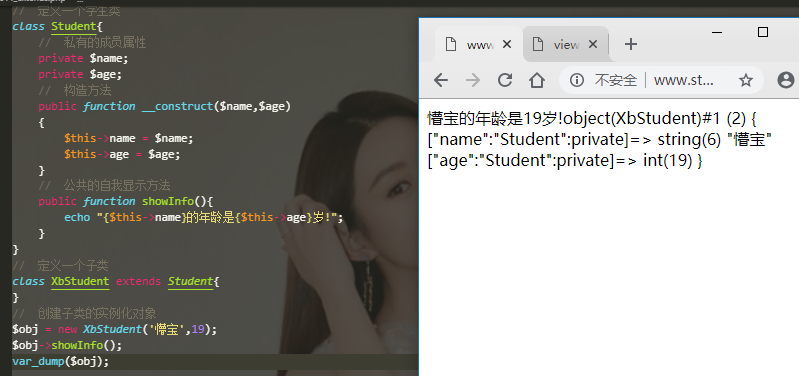 // 定义一个学生类
class Student{
// 私有的成员属性
private $name;
private $age;
// 构造方法
public function __construct($name,$age)
{
$this->name = $name;
$this->age = $age;
}
// 公共的自我显示方法
public function showInfo(){
echo "{$this->name}的年龄是{$this->age}岁!";
}
}
// 定义一个子类
class XbStudent extends Student{
}
// 创建子类的实例化对象
$obj = new XbStudent('懵宝',19);
$obj->showInfo();
var_dump($obj);
www
view
不安全 | www.st...
懵宝的年龄是19岁!object(XbStudent)#1 (2) {
["name":"Student":private]=> string(6) "懵宝"
["age":"Student":private]=> int(19) }